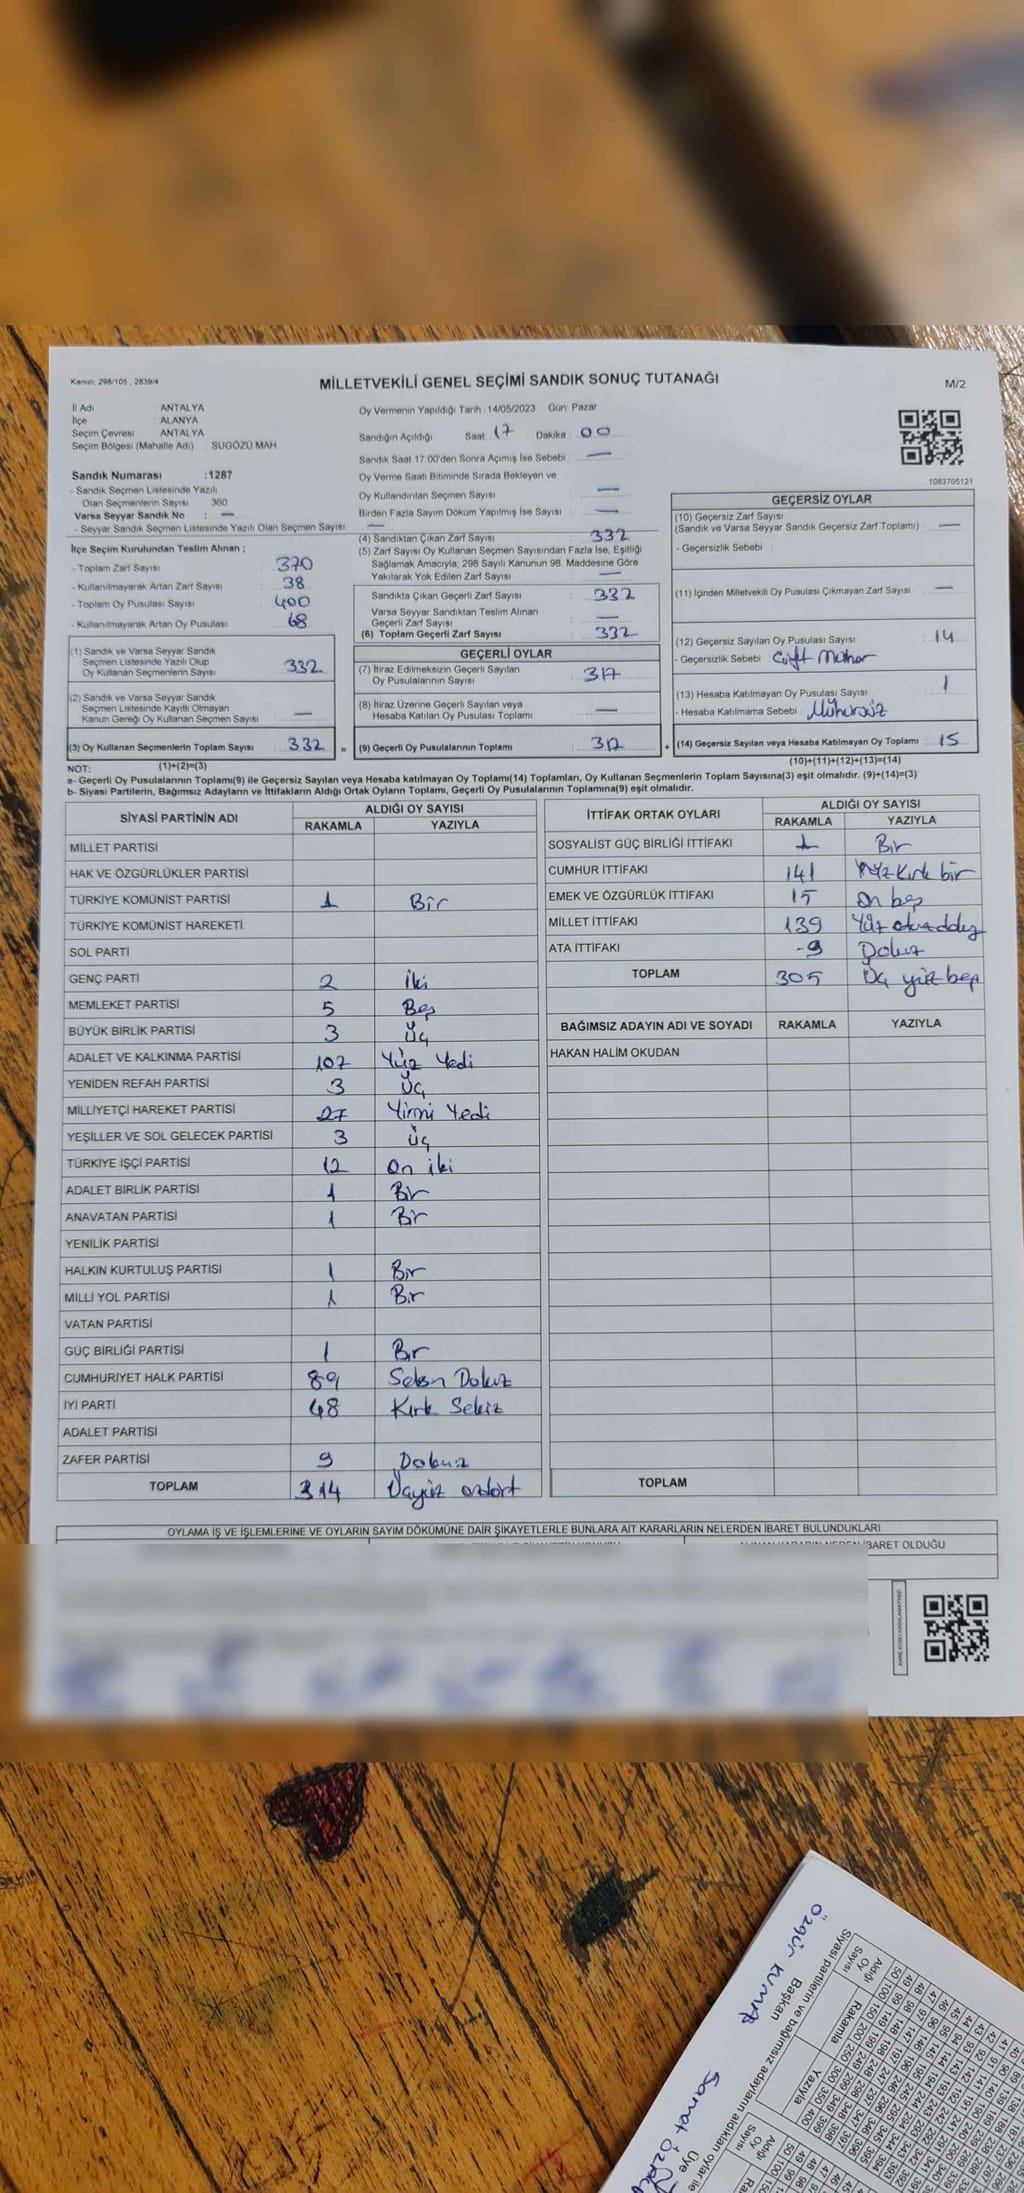 Kanun; 298/105 , 2839/4
MİLLETVEKİLİ GENEL SEÇİMİ SANDIK SONUÇ TUTANAĞI
M/2
İl Adı : ANTALYA
İlçe : ALANYA
Seçim Çevresi : ANTALYA
Seçim Bölgesi (Mahalle Adı) : SUGÖZÜ MAH.
Sandık Numarası :1287
- Sandık Seçmen Listesinde Yazılı
Olan Seçmenlerin Sayısı : 360
Varsa Seyyar Sandık No : —
- Seyyar Sandık Seçmen Listesinde Yazılı Olan Seçmen Sayısı: —
İlçe Seçim Kurulundan Teslim Alınan ;
- Toplam Zarf Sayısı : 370
- Kullanılmayarak Artan Zarf Sayısı : 38
- Toplam Oy Pusulası Sayısı : 400
- Kullanılmayarak Artan Oy Pusulası : 68
(1) Sandık ve Varsa Seyyar Sandık
Seçmen Listesinde Yazılı Olup
Oy Kullanan Seçmenlerin Sayısı : 332
(2) Sandık ve Varsa Seyyar Sandık
Seçmen Listesinde Kayıtlı Olmayan
Kanun Gereği Oy Kullanan Seçmen Sayısı : —
(3) Oy Kullanan Seçmenlerin Toplam Sayısı : 332
(1)+(2)=(3)
Oy Vermenin Yapıldığı Tarih :14/05/2023 Gün: Pazar
Sandığın Açıldığı Saat: 17 Dakika : 00
Sandık Saat 17.00'den Sonra Açımış İse Sebebi : —
Oy Verme Saati Bitiminde Sırada Bekleyen ve
Oy Kullandırılan Seçmen Sayısı : —
Birden Fazla Sayım Döküm Yapılmış İse Sayısı : —
(4) Sandıktan Çıkan Zarf Sayısı : 332
(5) Zarf Sayısı Oy Kullanan Seçmen Sayısından Fazla İse, Eşitliği
Sağlamak Amacıyla, 298 Sayılı Kanunun 98. Maddesine Göre
Yakılarak Yok Edilen Zarf Sayısı : —
Sandıkta Çıkan Geçerli Zarf Sayısı : 332
Varsa Seyyar Sandıktan Teslim Alınan
Geçerli Zarf Sayısı : —
(6) Toplam Geçerli Zarf Sayısı : 332
GEÇERLİ OYLAR
(7) İtiraz Edilmeksizin Geçerli Sayılan
Oy Pusulalarının Sayısı : 317
(8) İtiraz Üzerine Geçerli Sayılan veya
Hesaba Katılan Oy Pusulası Toplamı : —
= (9) Geçerli Oy Pusulalarının Toplamı : 317
1083705121
GEÇERSİZ OYLAR
(10) Geçersiz Zarf Sayısı
(Sandık ve Varsa Seyyar Sandık Geçersiz Zarf Toplamı) : —
- Geçersizlik Sebebi :
(11) İçinden Milletvekili Oy Pusulası Çıkmayan Zarf Sayısı : —
(12) Geçersiz Sayılan Oy Pusulası Sayısı : 14
- Geçersizlik Sebebi : Çift Mühür
(13) Hesaba Katılmayan Oy Pusulası Sayısı : 1
- Hesaba Katılmama Sebebi : Mühürsüz
+ (14) Geçersiz Sayılan veya Hesaba Katılmayan Oy Toplamı : 15
(10)+(11)+(12)+(13)=(14)
NOT:
a- Geçerli Oy Pusulalarının Toplamı(9) ile Geçersiz Sayılan veya Hesaba katılmayan Oy Toplamı(14) Toplamları, Oy Kullanan Seçmenlerin Toplam Sayısına(3) eşit olmalıdır. (9)+(14)=(3)
b- Siyasi Partilerin, Bağımsız Adayların ve İttifakların Aldığı Ortak Oyların Toplamı, Geçerli Oy Pusulalarının Toplamına(9) eşit olmalıdır.
SİYASİ PARTİNİN ADI ALDIĞI OY SAYISI
RAKAMLA YAZIYLA
MİLLET PARTİSİ
HAK VE ÖZGÜRLÜKLER PARTİSİ
TÜRKİYE KOMÜNİST PARTİSİ 1 Bir
TÜRKİYE KOMÜNİST HAREKETİ
SOL PARTİ
GENÇ PARTİ 2 İki
MEMLEKET PARTİSİ 5 Beş
BÜYÜK BİRLİK PARTİSİ 3 Üç
ADALET VE KALKINMA PARTİSİ 107 Yüz Yedi
YENİDEN REFAH PARTİSİ 3 Üç
MİLLİYETÇİ HAREKET PARTİSİ 27 Yirmi Yedi
YEŞİLLER VE SOL GELECEK PARTİSİ 3 Üç
TÜRKİYE İŞÇİ PARTİSİ 12 On iki
ADALET BİRLİK PARTİSİ 1 Bir
ANAVATAN PARTİSİ 1 Bir
YENİLİK PARTİSİ
HALKIN KURTULUŞ PARTİSİ 1 Bir
MİLLİ YOL PARTİSİ 1 Bir
VATAN PARTİSİ
GÜÇ BİRLİĞİ PARTİSİ 1 Bir
CUMHURİYET HALK PARTİSİ 89 Seksn Dokuz
İYİ PARTİ 48 Kırk Sekiz
ADALET PARTİSİ
ZAFER PARTİSİ 9 Dokuz
TOPLAM 314 Üçyüz ondört
İTTİFAK ORTAK OYLARI ALDIĞI OY SAYISI
RAKAMLA YAZIYLA
SOSYALİST GÜÇ BİRLİĞİ İTTİFAKI 1 Bir
CUMHUR İTTİFAKI 141 Yüz Kırk bir
EMEK VE ÖZGÜRLÜK İTTİFAKI 15 On beş
MİLLET İTTİFAKI 139
ATA İTTİFAKI -9 Dokuz
TOPLAM 305 Üç yüz beş
BAĞIMSIZ ADAYIN ADI VE SOYADI RAKAMLA YAZIYLA
HAKAN HALİM OKUDAN
TOPLAM
OYLAMA İŞ VE İŞLEMLERİNE VE OYLARIN SAYIM DÖKÜMÜNE DAİR ŞİKAYETLERLE BUNLARA AİT KARARLARIN NELERDEN İBARET BULUNDUKLARI
İBARET OLDUĞU
Özgür
Başkan
Siyasi partilerin ve bağımsız adayların aldıkları oylar ile
Aldığı Oy Sayısı
Rakamla
Yazıyla
Samet
Üye